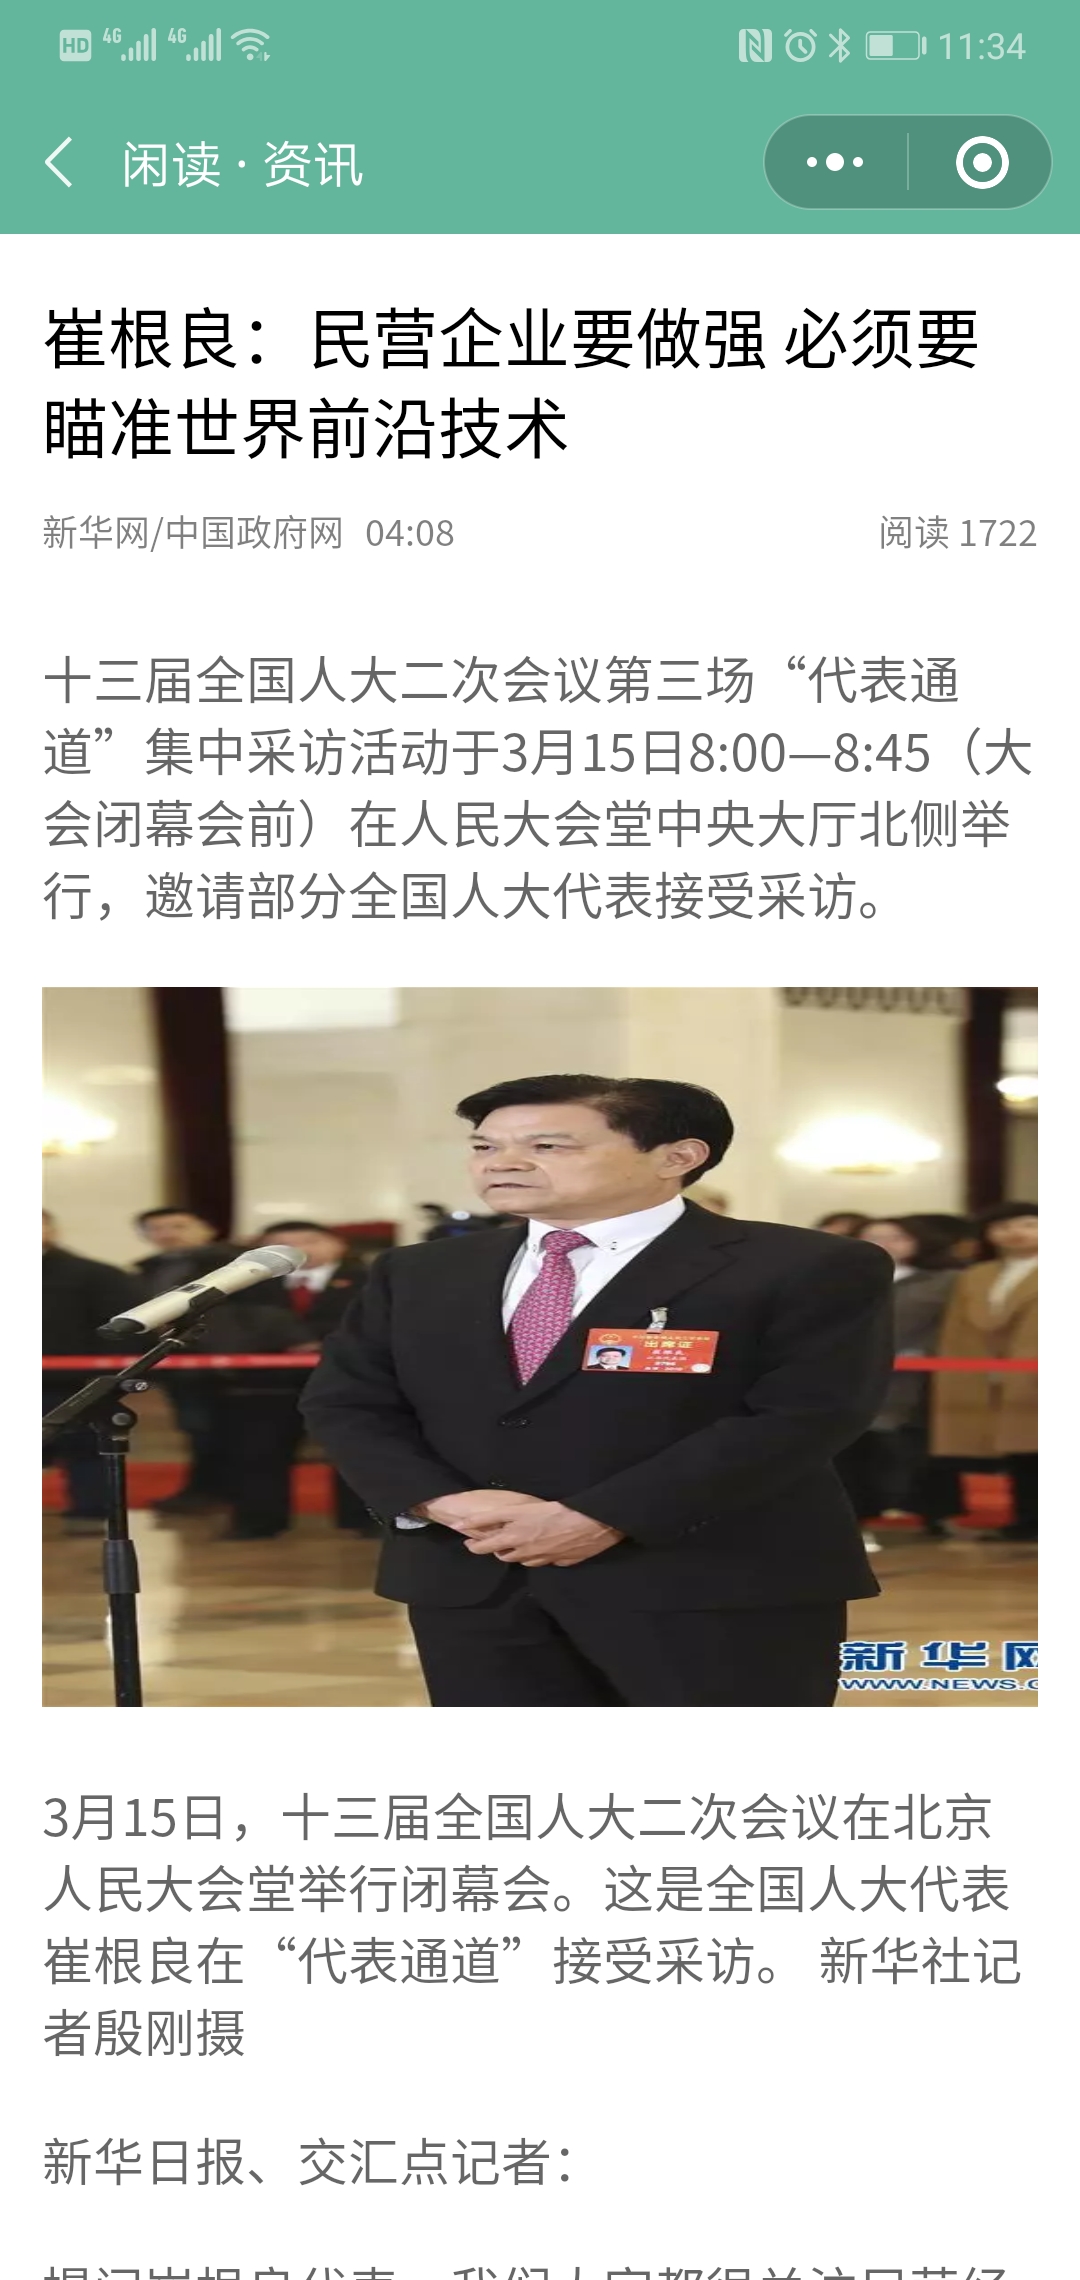 HD 4G 4G 11:34
闲读 · 资讯
崔根良：民营企业要做强 必须要
瞄准世界前沿技术
新华网/中国政府网 04:08 阅读 1722
十三届全国人大二次会议第三场“代表通
道”集中采访活动于3月15日8:00—8:45（大
会闭幕会前）在人民大会堂中央大厅北侧举
行，邀请部分全国人大代表接受采访。
出席证
新华网
WWW.NEWS.C
3月15日，十三届全国人大二次会议在北京
人民大会堂举行闭幕会。这是全国人大代表
崔根良在“代表通道”接受采访。 新华社记
者殷刚摄
新华日报、交汇点记者：